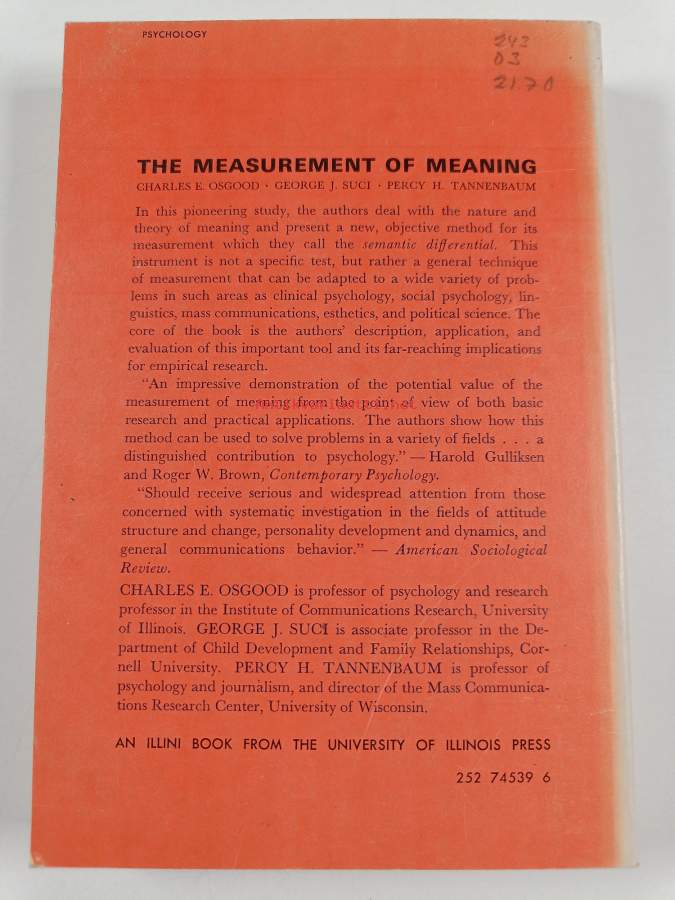 PSYCHOLOGY
243
03
2170
THE MEASUREMENT OF MEANING
CHARLES E. OSGOOD · GEORGE J. SUCI · PERCY H. TANNENBAUM
In this pioneering study, the authors deal with the nature and
theory of meaning and present a new, objective method for its
measurement which they call the semantic differential. This
instrument is not a specific test, but rather a general technique
of measurement that can be adapted to a wide variety of prob-
lems in such areas as clinical psychology, social psychology, lin-
guistics, mass communications, esthetics, and political science. The
core of the book is the authors' description, application, and
evaluation of this important tool and its far-reaching implications
for empirical research.
"An impressive demonstration of the potential value of the
measurement of meaning from the point of view of both basic
research and practical applications. The authors show how this
method can be used to solve problems in a variety of fields . . . a
distinguished contribution to psychology." — Harold Gulliksen
and Roger W. Brown, Contemporary Psychology.
"Should receive serious and widespread attention from those
concerned with systematic investigation in the fields of attitude
structure and change, personality development and dynamics, and
general communications behavior." — American Sociological
Review.
CHARLES E. OSGOOD is professor of psychology and research
professor in the Institute of Communications Research, University
of Illinois. GEORGE J. SUCI is associate professor in the De-
partment of Child Development and Family Relationships, Cor-
nell University. PERCY H. TANNENBAUM is professor of
psychology and journalism, and director of the Mass Communica-
tions Research Center, University of Wisconsin.
AN ILLINI BOOK FROM THE UNIVERSITY OF ILLINOIS PRESS
252 74539 6